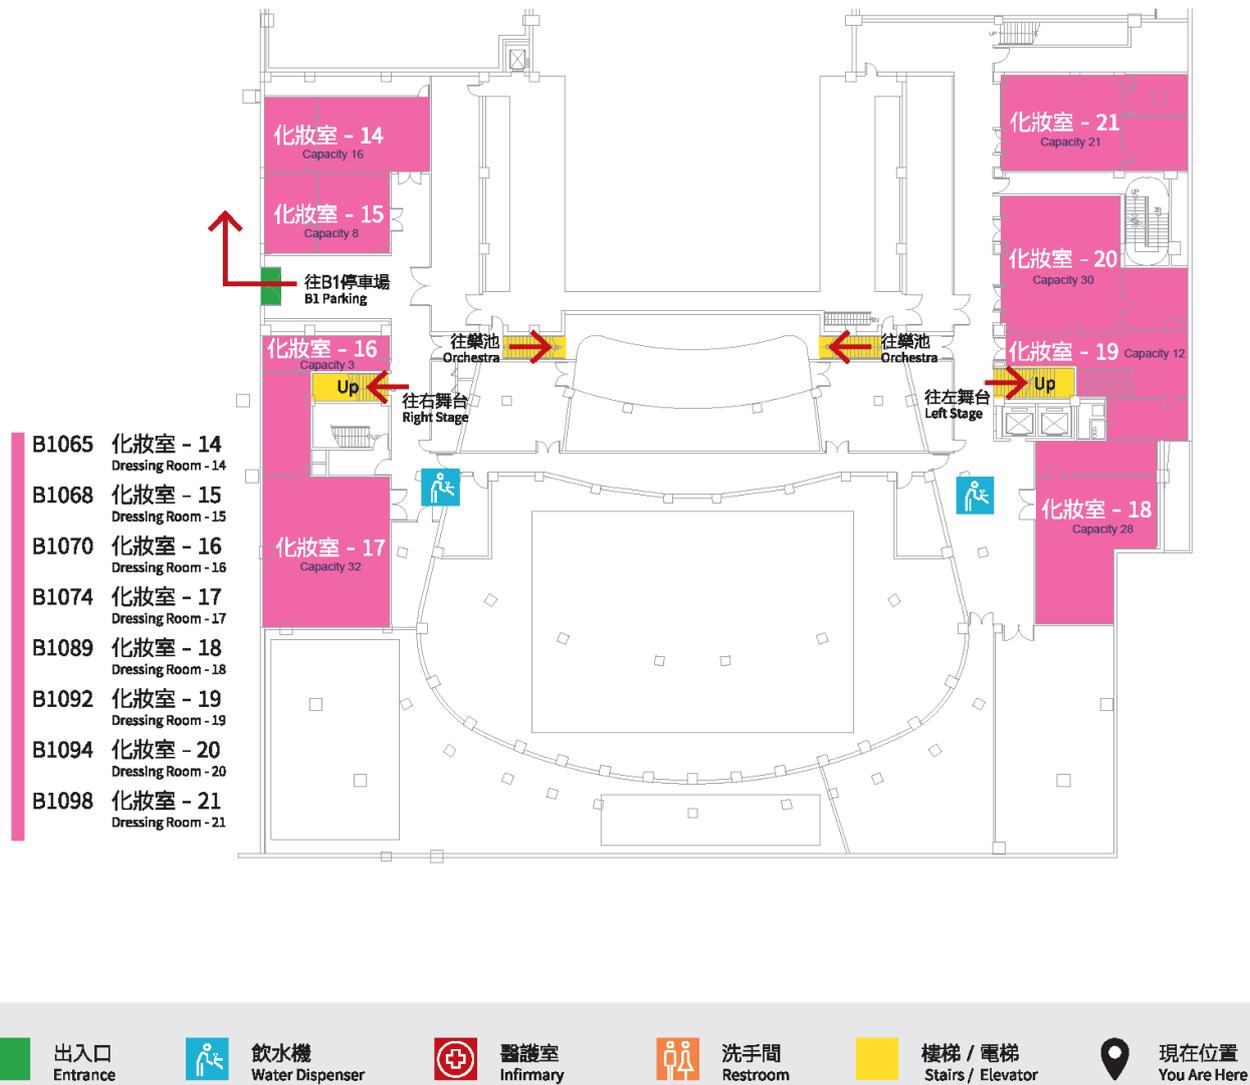 化妝室 - 14
Capacity 16
化妝室 - 15
Capacity 8
往B1停車場
B1 Parking
化妝室 - 16
Capacity 3
Up
往右舞台
Right Stage
化妝室 - 17
Capacity 32
往樂池
Orchestra
往樂池
Orchestra
UP
化妝室 - 21
Capacity 21
UP
化妝室 - 20
Capacity 30
化妝室 - 19
Capacity 12
Up
往左舞台
Left Stage
化妝室 - 18
Capacity 28
B1065 化妝室 - 14
Dressing Room - 14
B1068 化妝室 - 15
Dressing Room - 15
B1070 化妝室 - 16
Dressing Room - 16
B1074 化妝室 - 17
Dressing Room - 17
B1089 化妝室 - 18
Dressing Room - 18
B1092 化妝室 - 19
Dressing Room - 19
B1094 化妝室 - 20
Dressing Room - 20
B1098 化妝室 - 21
Dressing Room - 21
出入口
Entrance
飲水機
Water Dispenser
醫護室
Infirmary
洗手間
Restroom
樓梯 / 電梯
Stairs / Elevator
現在位置
You Are Here